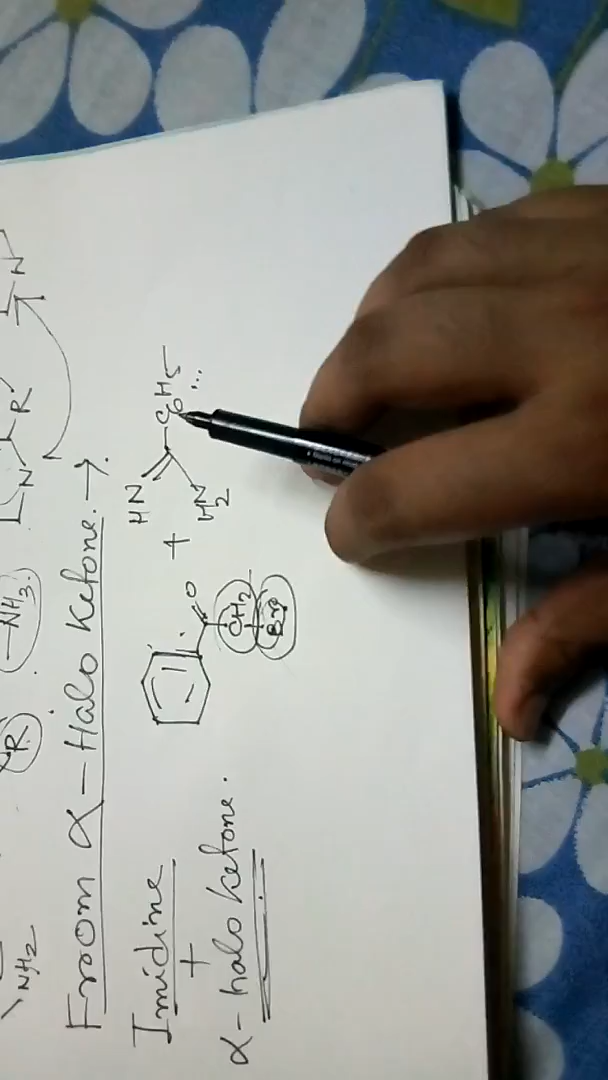 N
N
R
R
-NH3.
NH2
From α-Halo Ketone. →.
Imidine
+
α-halo Ketone.
O
CH2
Br
+
HN
H2N
C6H5